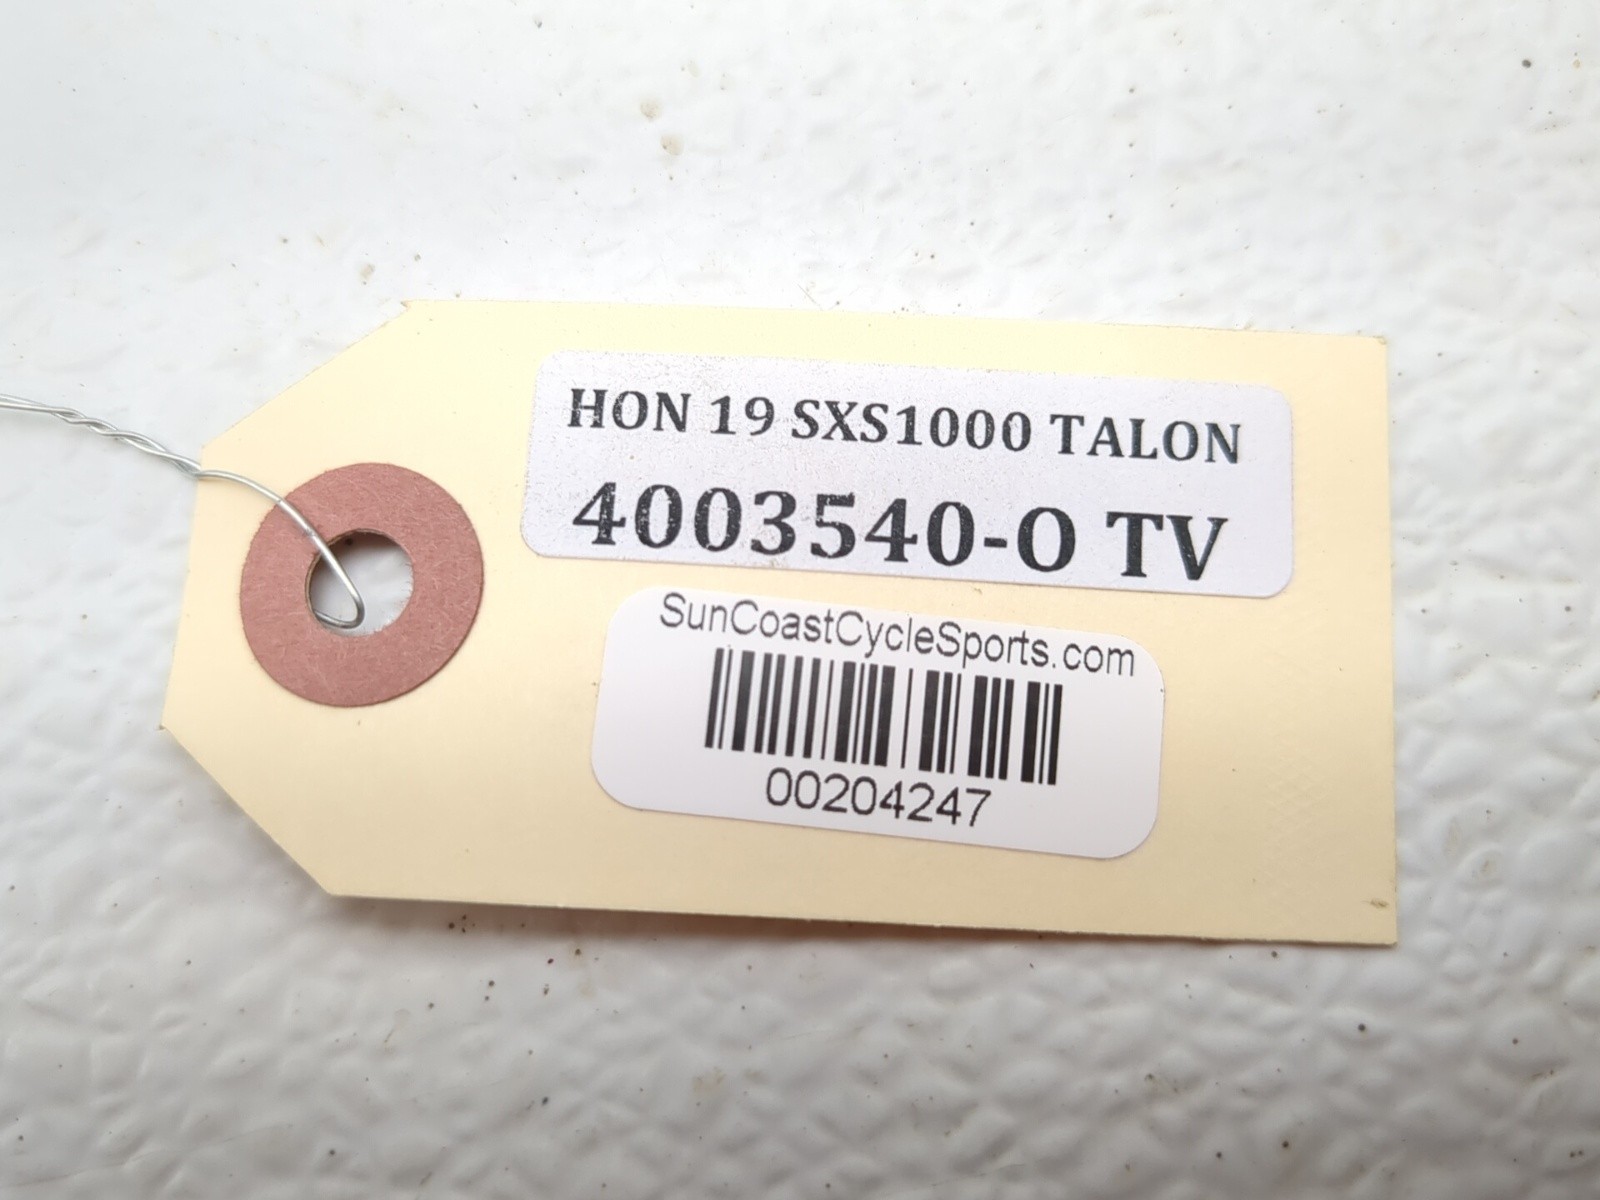 HON 19 SXS1000 TALON
4003540-O TV
SunCoastCycleSports.com
00204247